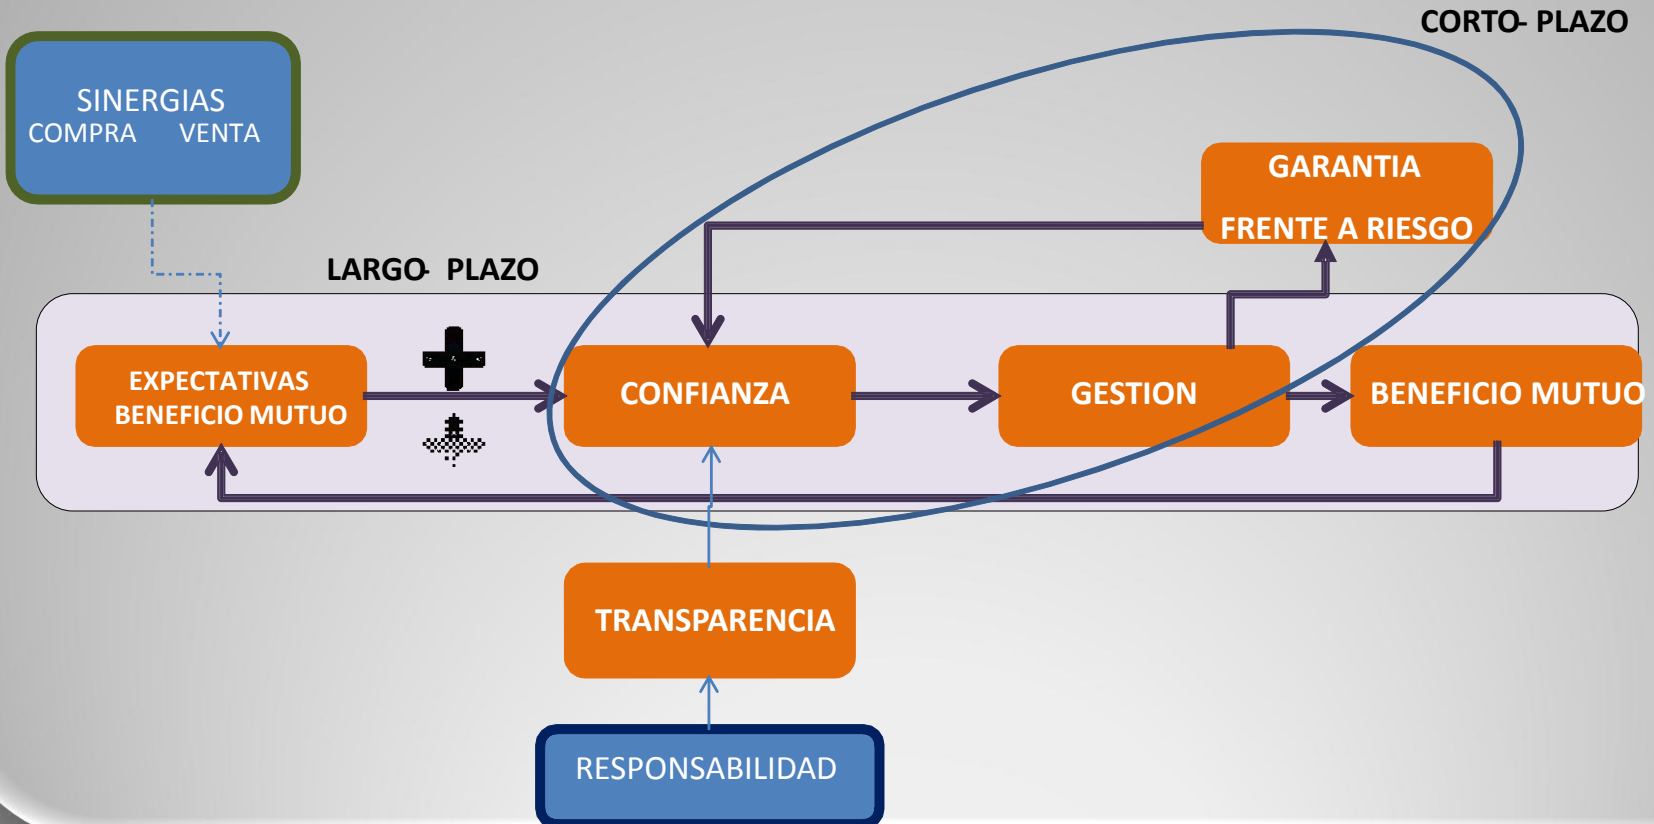 CORTO- PLAZO
SINERGIAS
COMPRA VENTA
GARANTIA
FRENTE A RIESGO
LARGO- PLAZO
EXPECTATIVAS
BENEFICIO MUTUO
CONFIANZA
GESTION
BENEFICIO MUTUO
TRANSPARENCIA
RESPONSABILIDAD